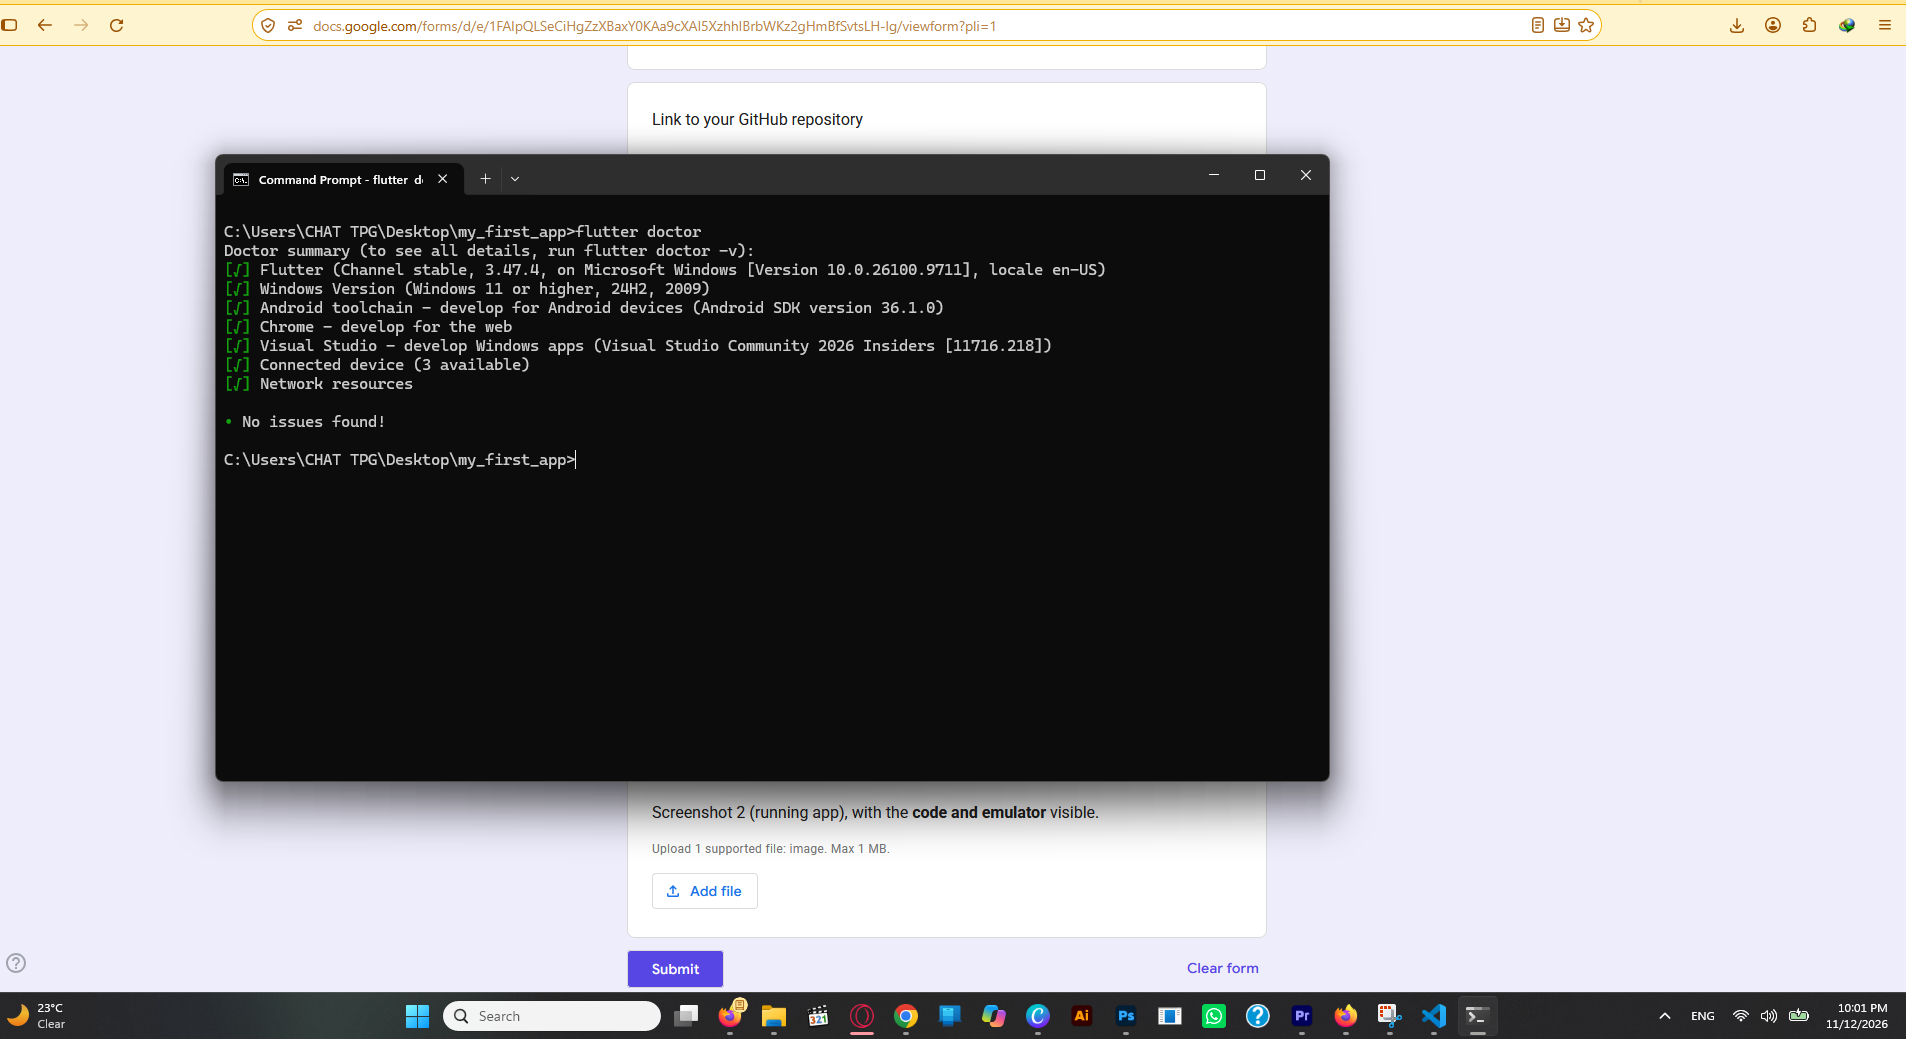 docs.google.com/forms/d/e/1FAIpQLSeCiHgZzXBaxY0KAa9cXAI5XzhhIBrbWKz2gHmBfSvtsLH-Ig/viewform?pli=1
Link to your GitHub repository
Command Prompt - flutter d
C:\Users\CHAT TPG\Desktop\my_first_app>flutter doctor
Doctor summary (to see all details, run flutter doctor -v):
[√] Flutter (Channel stable, 3.47.4, on Microsoft Windows [Version 10.0.26100.9711], locale en-US)
[√] Windows Version (Windows 11 or higher, 24H2, 2009)
[√] Android toolchain - develop for Android devices (Android SDK version 36.1.0)
[√] Chrome - develop for the web
[√] Visual Studio - develop Windows apps (Visual Studio Community 2026 Insiders [11716.218])
[√] Connected device (3 available)
[√] Network resources
• No issues found!
C:\Users\CHAT TPG\Desktop\my_first_app>
Screenshot 2 (running app), with the code and emulator visible.
Upload 1 supported file: image. Max 1 MB.
Add file
Submit
Clear form
23°C
Clear
Search
321
Ai
Ps
Pr
ENG
10:01 PM
11/12/2026